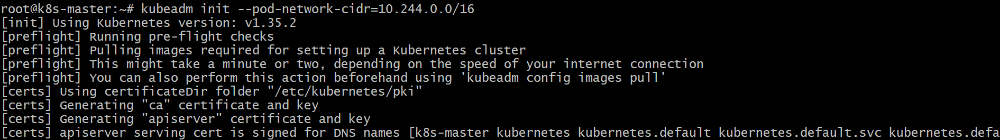 root@k8s-master:~# kubeadm init --pod-network-cidr=10.244.0.0/16
[init] Using Kubernetes version: v1.35.2
[preflight] Running pre-flight checks
[preflight] Pulling images required for setting up a Kubernetes cluster
[preflight] This might take a minute or two, depending on the speed of your internet connection
[preflight] You can also perform this action beforehand using 'kubeadm config images pull'
[certs] Using certificateDir folder "/etc/kubernetes/pki"
[certs] Generating "ca" certificate and key
[certs] Generating "apiserver" certificate and key
[certs] apiserver serving cert is signed for DNS names [k8s-master kubernetes kubernetes.default kubernetes.default.svc kubernetes.defa